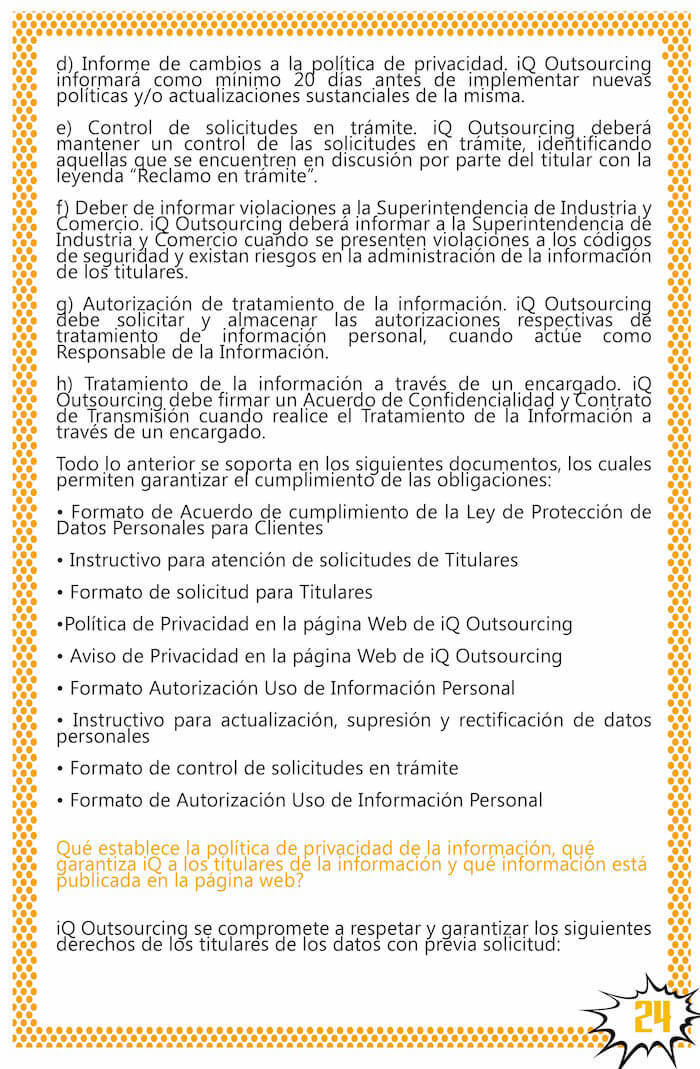 d) Informe de cambios a la política de privacidad. iQ Outsourcing
informará como mínimo 20 días antes de implementar nuevas
políticas y/o actualizaciones sustanciales de la misma.
e) Control de solicitudes en trámite. iQ Outsourcing deberá
mantener un control de las solicitudes en trámite, identificando
aquellas que se encuentren en discusión por parte del titular con la
leyenda “Reclamo en trámite”.
f) Deber de informar violaciones a la Superintendencia de Industria y
Comercio. iQ Outsourcing deberá informar a la Superintendencia de
Industria y Comercio cuando se presenten violaciones a los códigos
de seguridad y existan riesgos en la administración de la información
de los titulares.
g) Autorización de tratamiento de la información. iQ Outsourcing
debe solicitar y almacenar las autorizaciones respectivas de
tratamiento de información personal, cuando actúe como
Responsable de la Información.
h) Tratamiento de la información a través de un encargado. iQ
Outsourcing debe firmar un Acuerdo de Confidencialidad y Contrato
de Transmisión cuando realice el Tratamiento de la Información a
través de un encargado.
Todo lo anterior se soporta en los siguientes documentos, los cuales
permiten garantizar el cumplimiento de las obligaciones:
• Formato de Acuerdo de cumplimiento de la Ley de Protección de
Datos Personales para Clientes
• Instructivo para atención de solicitudes de Titulares
• Formato de solicitud para Titulares
•Política de Privacidad en la página Web de iQ Outsourcing
• Aviso de Privacidad en la página Web de iQ Outsourcing
• Formato Autorización Uso de Información Personal
• Instructivo para actualización, supresión y rectificación de datos
personales
• Formato de control de solicitudes en trámite
• Formato de Autorización Uso de Información Personal
Qué establece la política de privacidad de la información, qué
garantiza iQ a los titulares de la información y qué información está
publicada en la página web?
iQ Outsourcing se compromete a respetar y garantizar los siguientes
derechos de los titulares de los datos con previa solicitud:
24